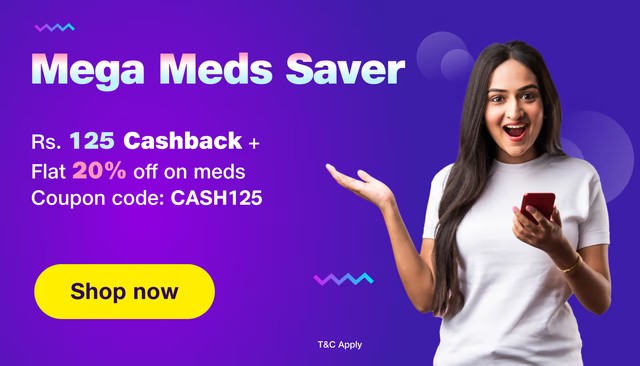 Mega Meds Saver
Rs. 125 Cashback +
Flat 20% off on meds
Coupon code: CASH125
Shop now
T&C Apply